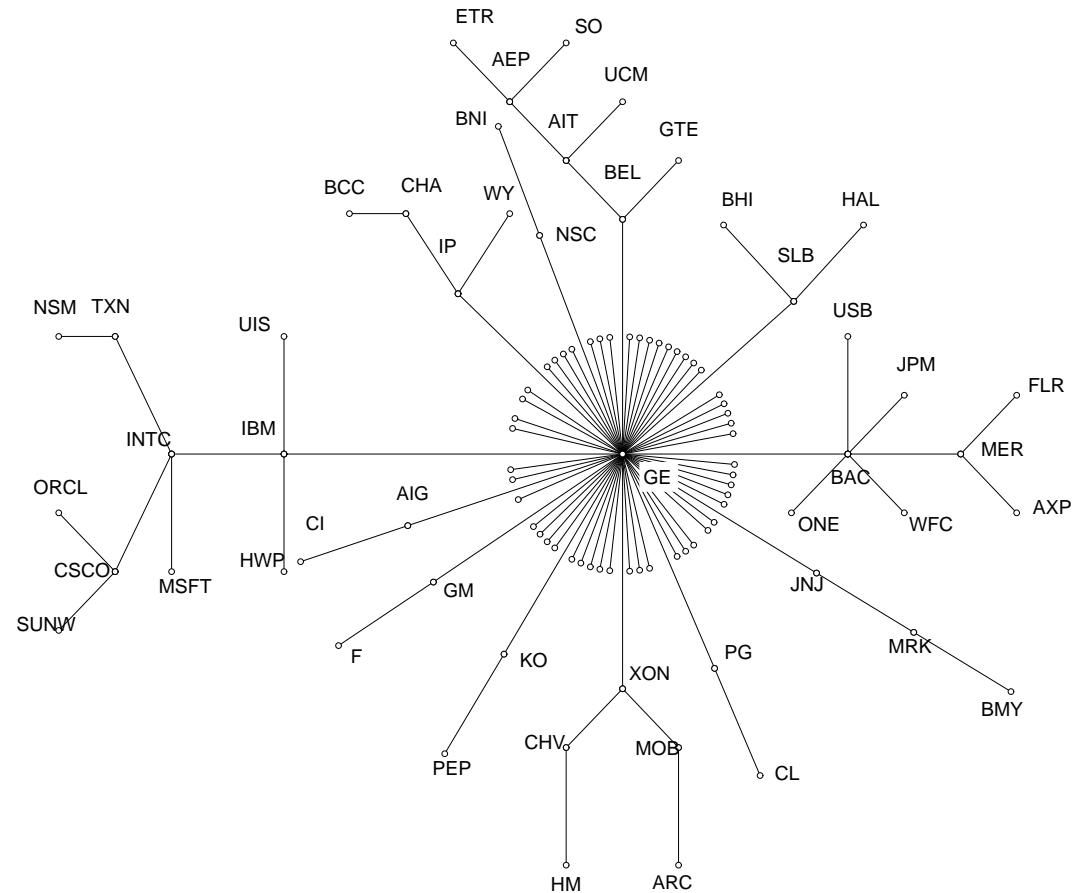 ETR
SO
AEP
UCM
BNI
AIT
GTE
BEL
BCC
CHA
WY
BHI
HAL
NSC
IP
SLB
NSM
TXN
UIS
USB
JPM
FLR
INTC
IBM
MER
GE
BAC
ORCL
AIG
CI
ONE
WFC
AXP
CSCO
MSFT
HWP
GM
JNJ
SUNW
F
KO
PG
MRK
XON
BMY
CHV
MOB
PEP
CL
HM
ARC